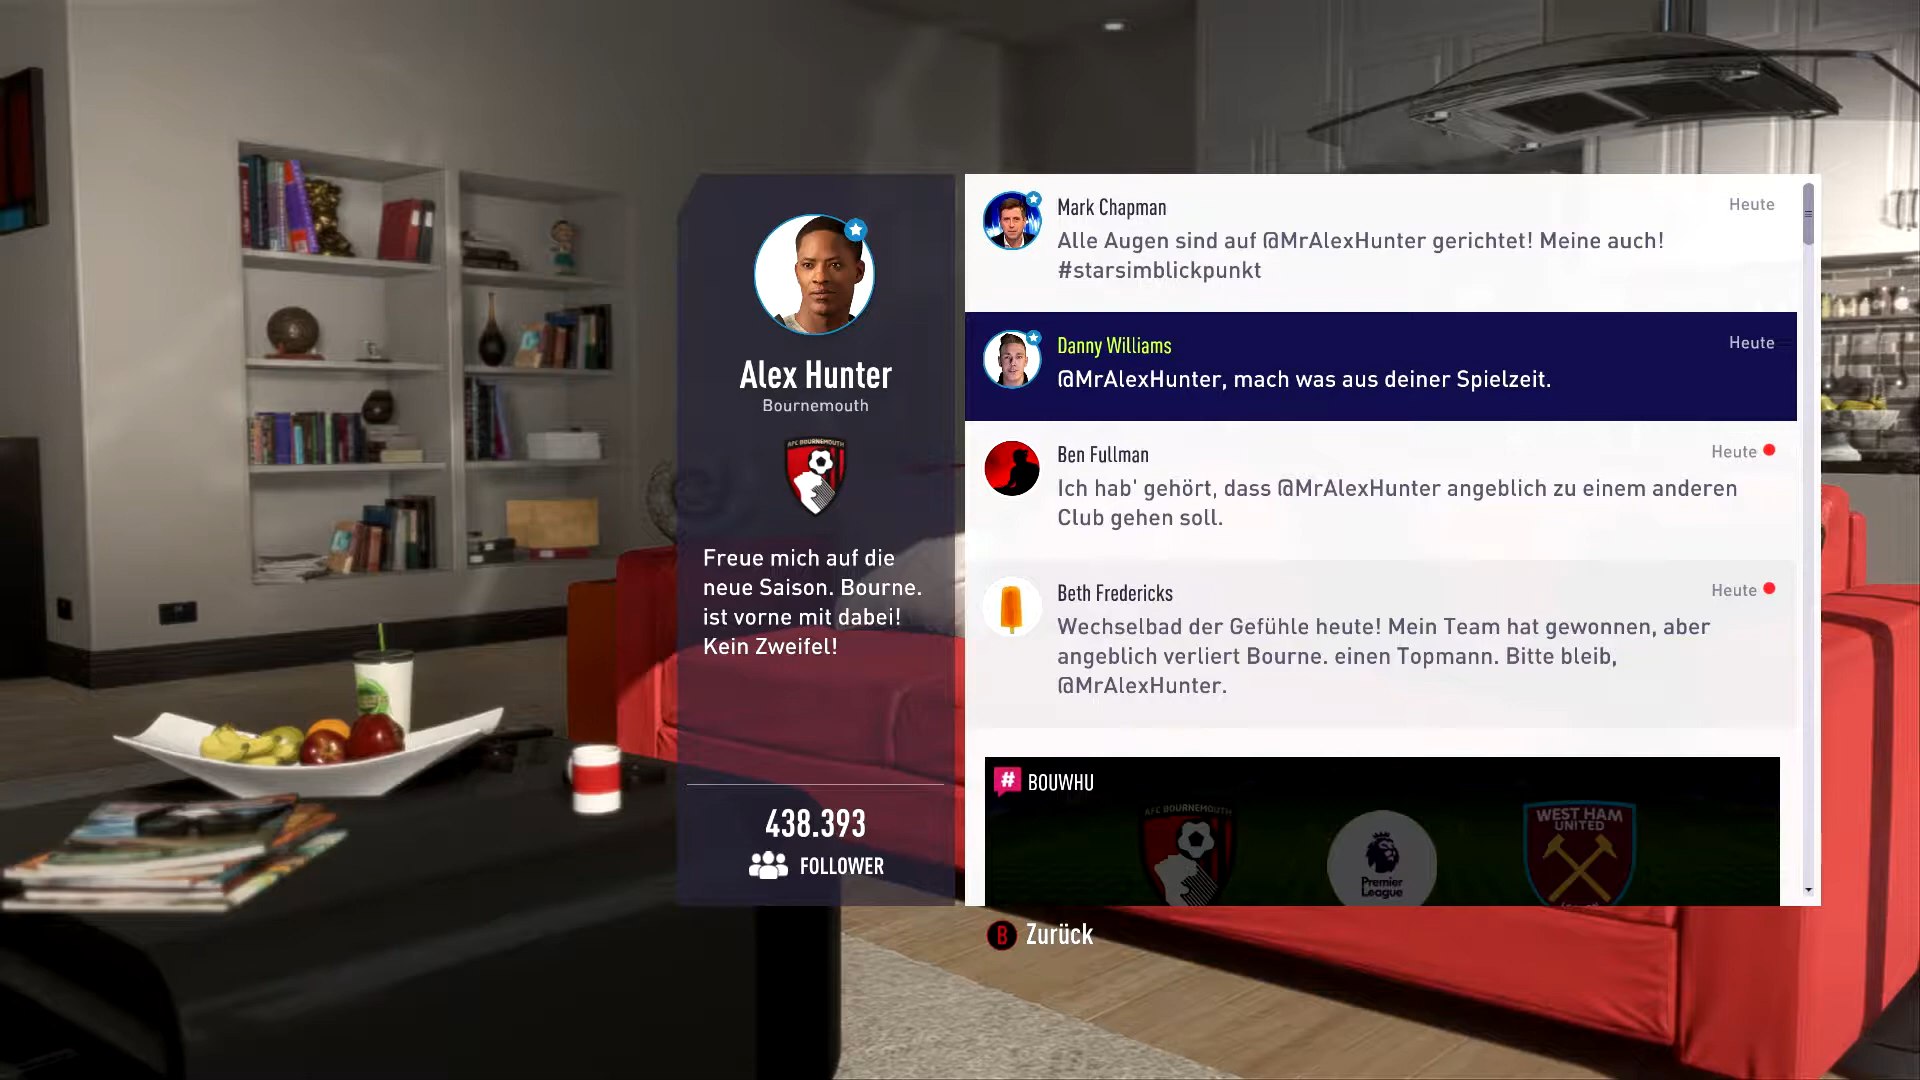 Alex Hunter
Bournemouth
AFC BOURNEMOUTH
Freue mich auf die
neue Saison. Bourne.
ist vorne mit dabei!
Kein Zweifel!
438.393
FOLLOWER
Mark Chapman
Heute
Alle Augen sind auf @MrAlexHunter gerichtet! Meine auch!
#starsimblickpunkt
Danny Williams
Heute
@MrAlexHunter, mach was aus deiner Spielzeit.
Ben Fullman
Heute
Ich hab' gehört, dass @MrAlexHunter angeblich zu einem anderen
Club gehen soll.
Beth Fredericks
Heute
Wechselbad der Gefühle heute! Mein Team hat gewonnen, aber
angeblich verliert Bourne. einen Topmann. Bitte bleib,
@MrAlexHunter.
# BOUWHU
AFC BOURNEMOUTH
Premier
League
WEST HAM
UNITED
B Zurück